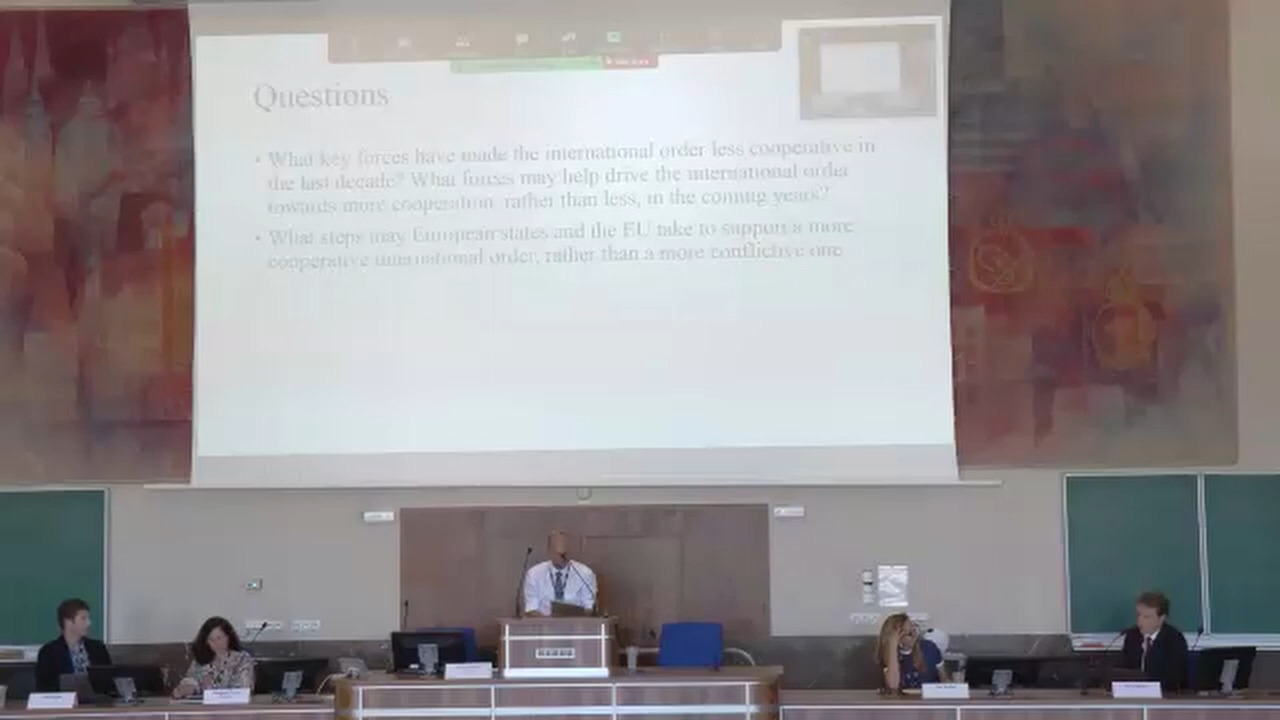 Questions
• What key forces have made the international order less cooperative in
the last decade? What forces may help drive the international order
towards more cooperation, rather than less, in the coming years?
• What steps may European states and the EU take to support a more
cooperative international order, rather than a more conflictive one